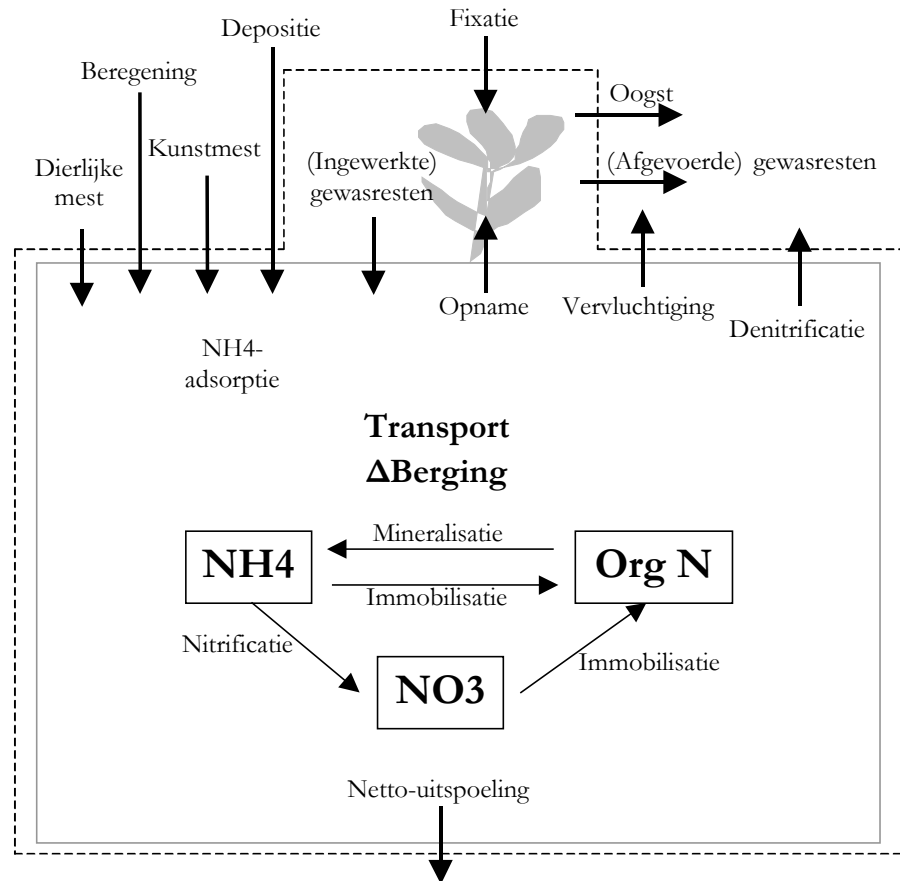 Fixatie
Depositie
Beregening
Oogst
Kunstmest
(Ingewerkte)
gewasresten
(Afgevoerde) gewasresten
Dierlijke
mest
Opname
Vervluchtiging
Denitrificatie
NH4-
adsorptie
Transport
ΔBerging
Mineralisatie
NH4
Org N
Immobilisatie
Nitrificatie
Immobilisatie
NO3
Netto-uitspoeling